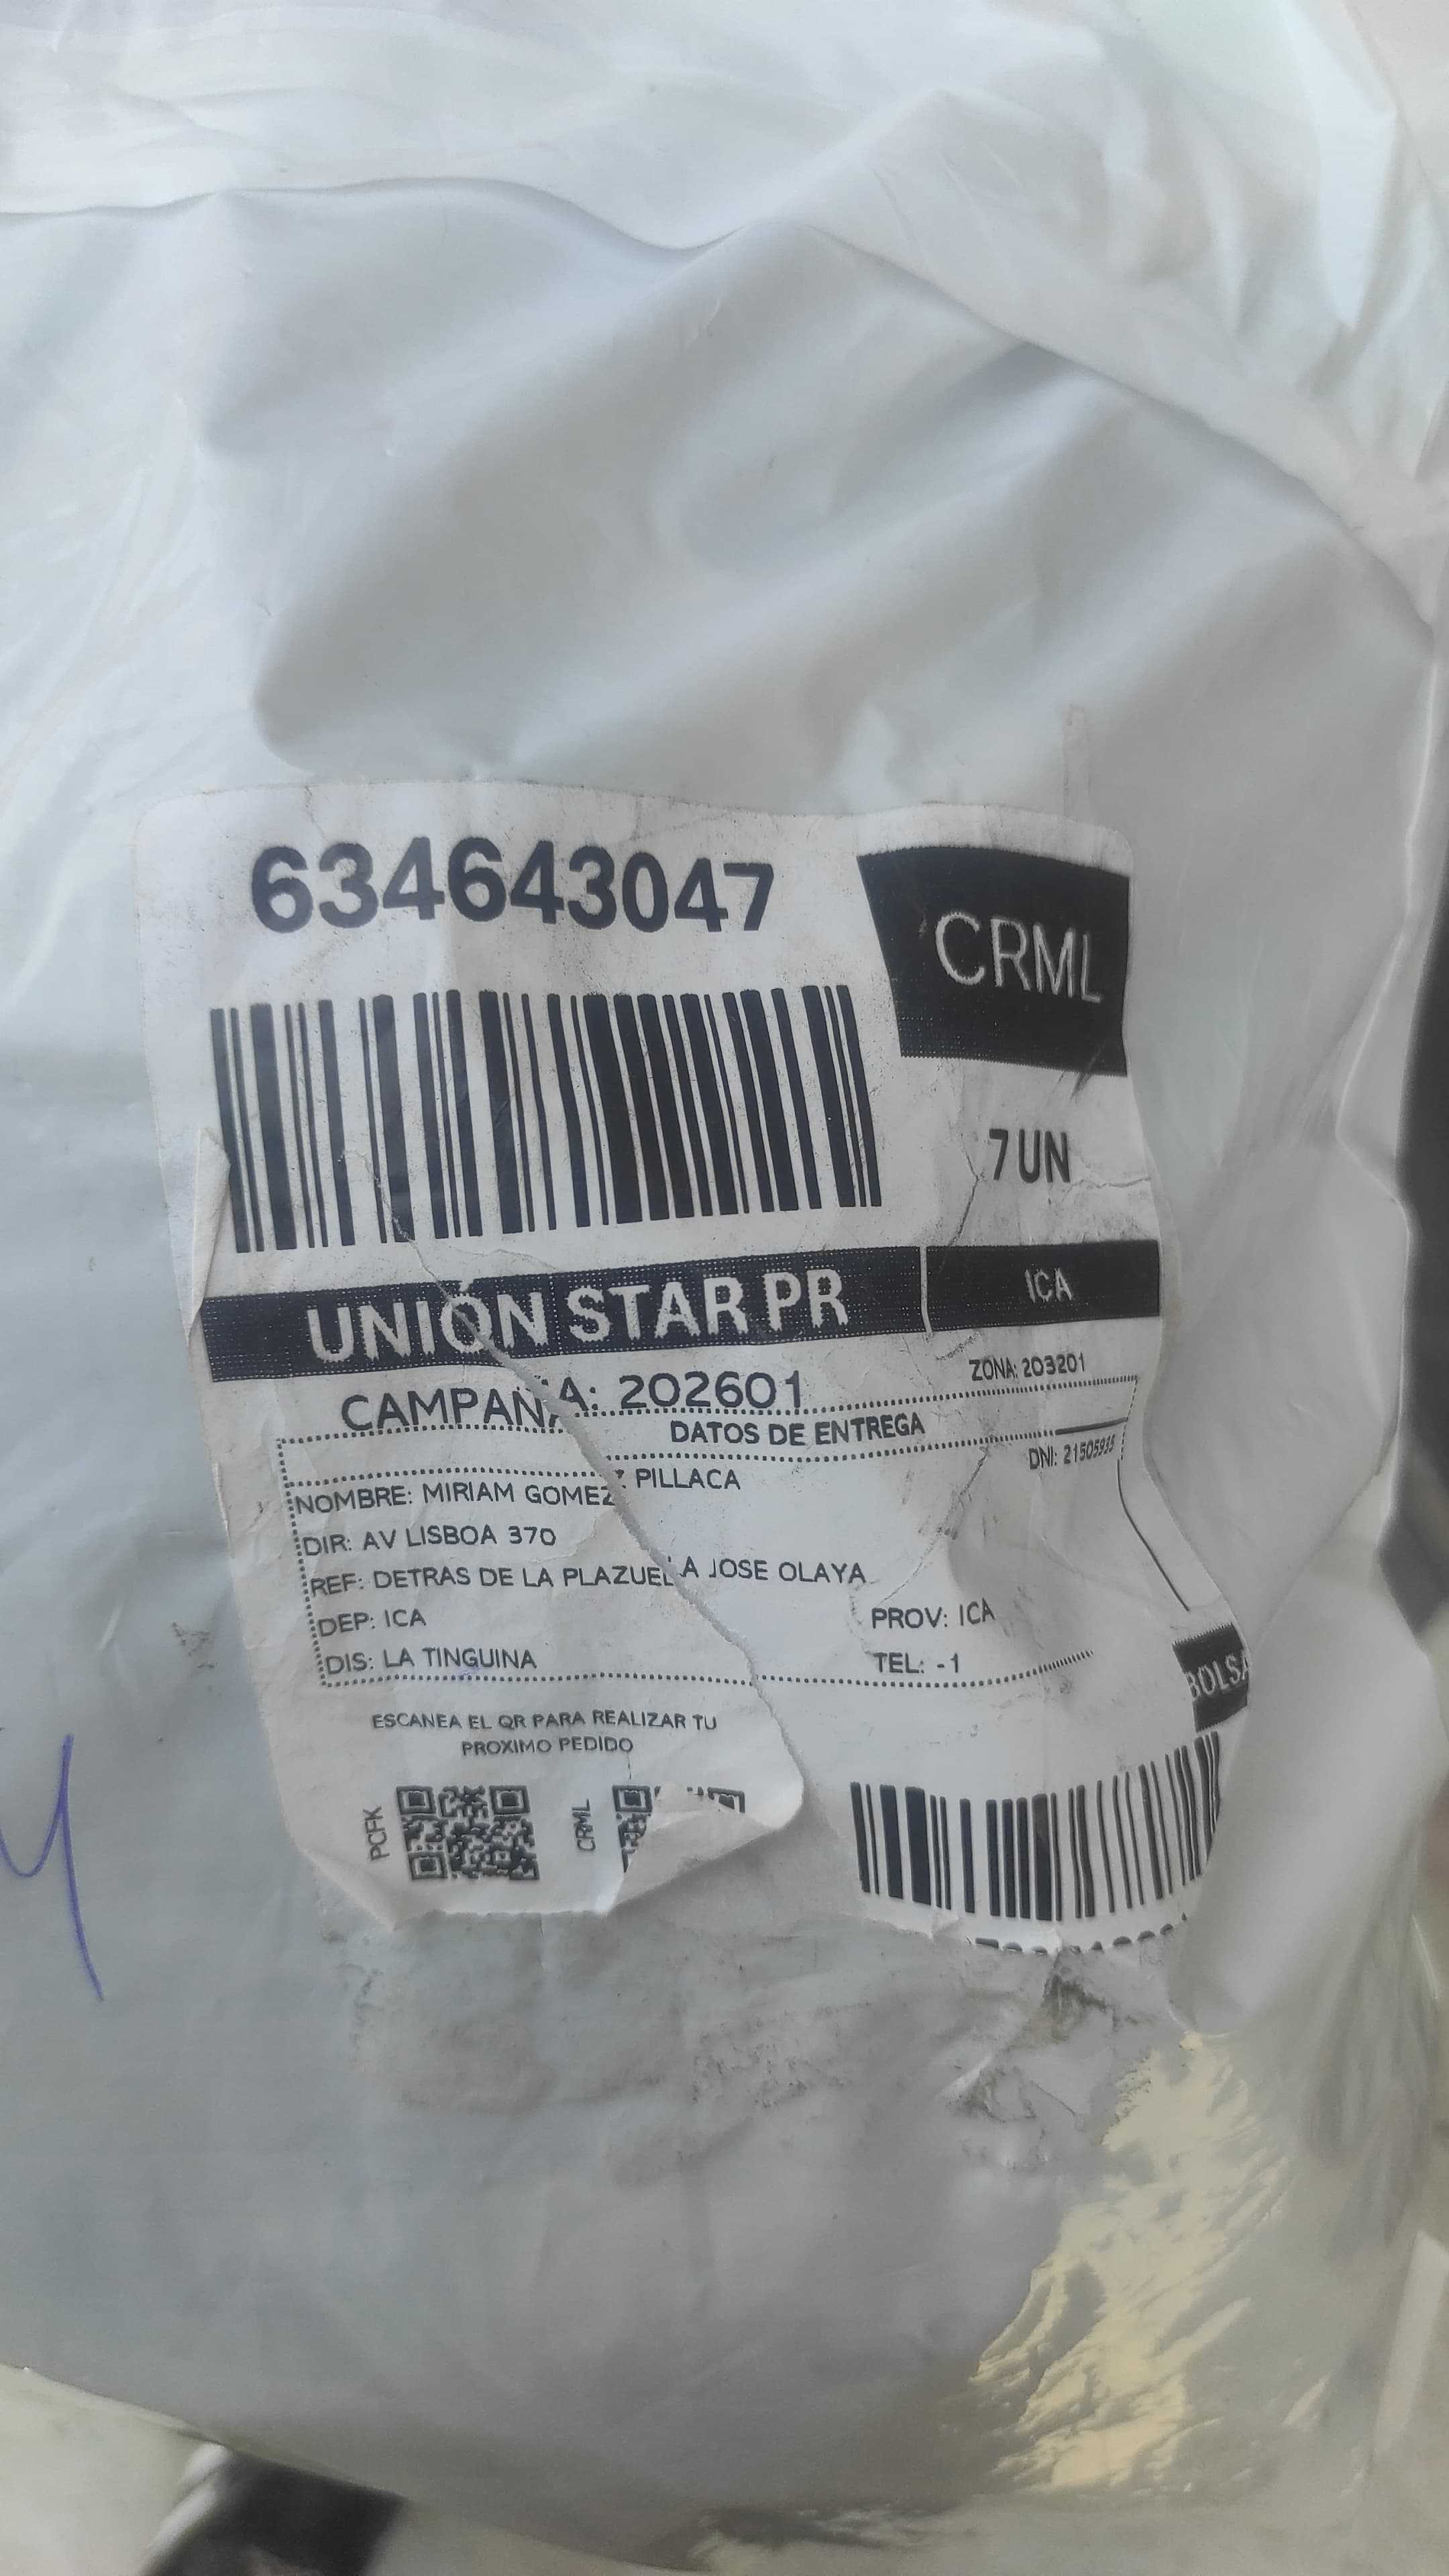 634643047
CRML
7UN
UNIÓN STAR PR
ICA
CAMPAÑA: 202601
ZONA: 203201
DATOS DE ENTREGA
DNI: 21505935
NOMBRE: MIRIAM GOMEZ PILLACA
DIR: AV LISBOA 370
REF: DETRAS DE LA PLAZUELA JOSE OLAYA
DEP: ICA
PROV: ICA
DIS: LA TINGUINA
TEL: -1
BOLSA
ESCANEA EL QR PARA REALIZAR TU
PROXIMO PEDIDO
PCFK
CRML